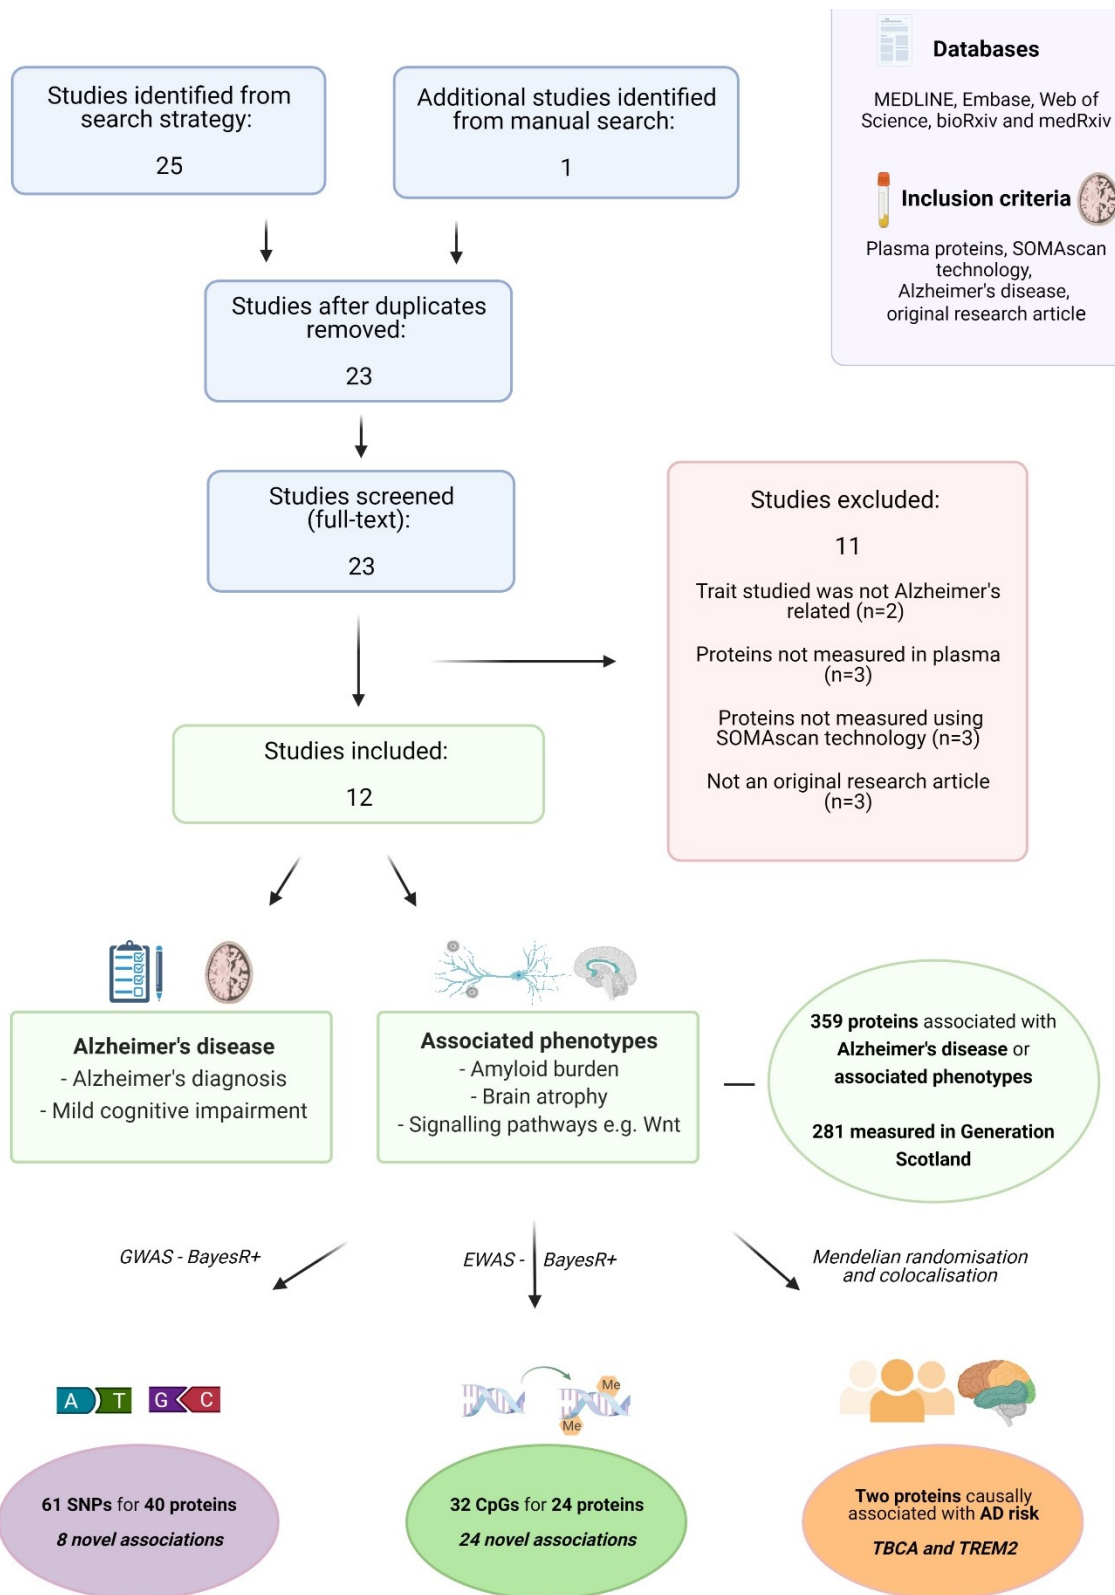 Studies identified from
search strategy:
25
Additional studies identified
from manual search:
1
Databases
MEDLINE, Embase, Web of
Science, bioRxiv and medRxiv
Inclusion criteria
Plasma proteins, SOMAscan
technology,
Alzheimer's disease,
original research article
Studies after duplicates
removed:
23
Studies screened
(full-text):
23
Studies excluded:
11
Trait studied was not Alzheimer's
related (n=2)
Proteins not measured in plasma
(n=3)
Proteins not measured using
SOMAscan technology (n=3)
Not an original research article
(n=3)
Studies included:
12
Alzheimer's disease
- Alzheimer's diagnosis
- Mild cognitive impairment
Associated phenotypes
- Amyloid burden
- Brain atrophy
- Signalling pathways e.g. Wnt
359 proteins associated with
Alzheimer's disease or
associated phenotypes
281 measured in Generation
Scotland
GWAS - BayesR+
EWAS - BayesR+
Mendelian randomisation
and colocalisation
A T G C
Me
Me
61 SNPs for 40 proteins
8 novel associations
32 CpGs for 24 proteins
24 novel associations
Two proteins causally
associated with AD risk
TBCA and TREM2